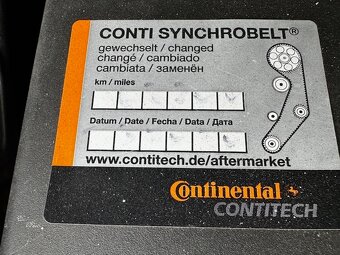 CONTI SYNCHROBELT®
gewechselt / changed
changé / cambiado
cambiata / заменён
km / miles
Datum / Date / Fecha / Data / Дата
www.contitech.de/aftermarket
Continental
CONTITECH